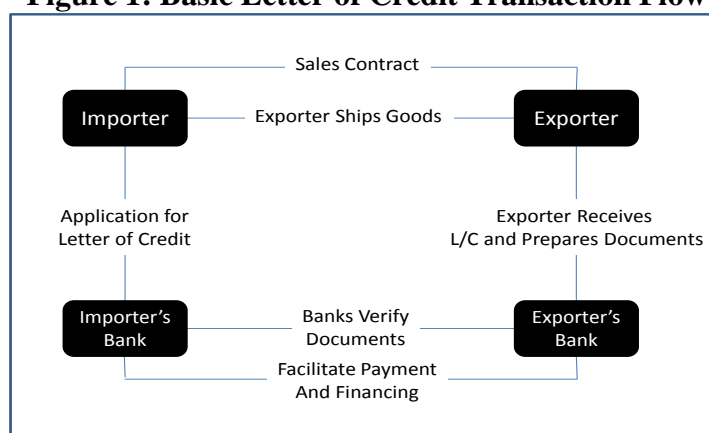 Figure 1: Basic Letter of Credit Transaction Flow
Sales Contract
Importer
Exporter Ships Goods
Exporter
Application for
Letter of Credit
Exporter Receives
L/C and Prepares Documents
Importer's
Bank
Banks Verify
Documents
Exporter's
Bank
Facilitate Payment
And Financing